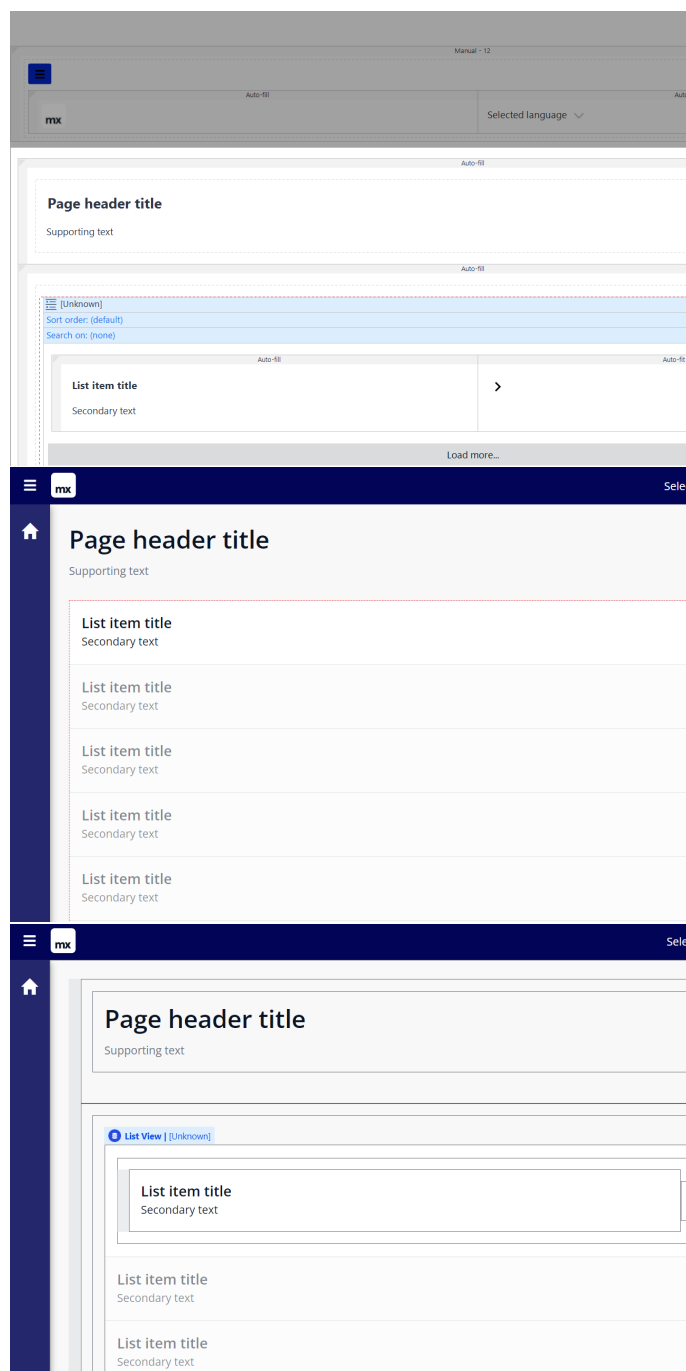 Manual - 12
Auto-fill
Auto
mx
Selected language
Auto-fill
Page header title
Supporting text
Auto-fill
[Unknown]
Sort order: (default)
Search on: (none)
Auto-fill
Auto-fit
List item title
Secondary text
Load more...
mx
Sele
Page header title
Supporting text
List item title
Secondary text
List item title
Secondary text
List item title
Secondary text
List item title
Secondary text
List item title
Secondary text
mx
Sele
Page header title
Supporting text
List View | [Unknown]
List item title
Secondary text
List item title
Secondary text
List item title
Secondary text